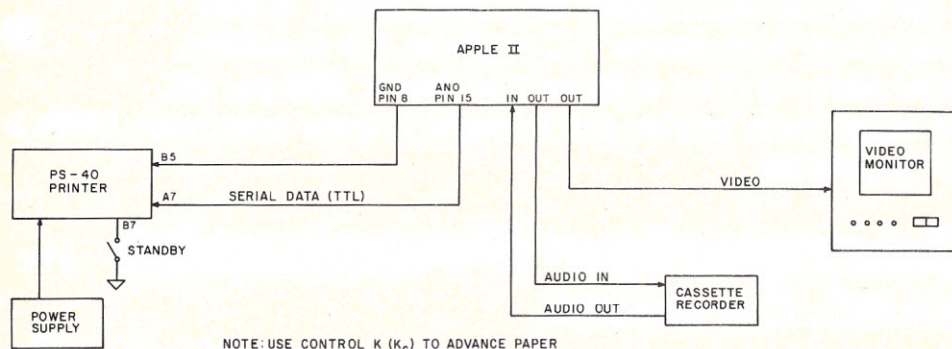 APPLE II
GND ANO
PIN 8 PIN 15 IN OUT OUT
B5
PS-40
PRINTER
A7 SERIAL DATA (TTL)
B7
STANDBY
POWER
SUPPLY
VIDEO
VIDEO
MONITOR
AUDIO IN
AUDIO OUT
CASSETTE
RECORDER
NOTE: USE CONTROL K (Kc) TO ADVANCE PAPER